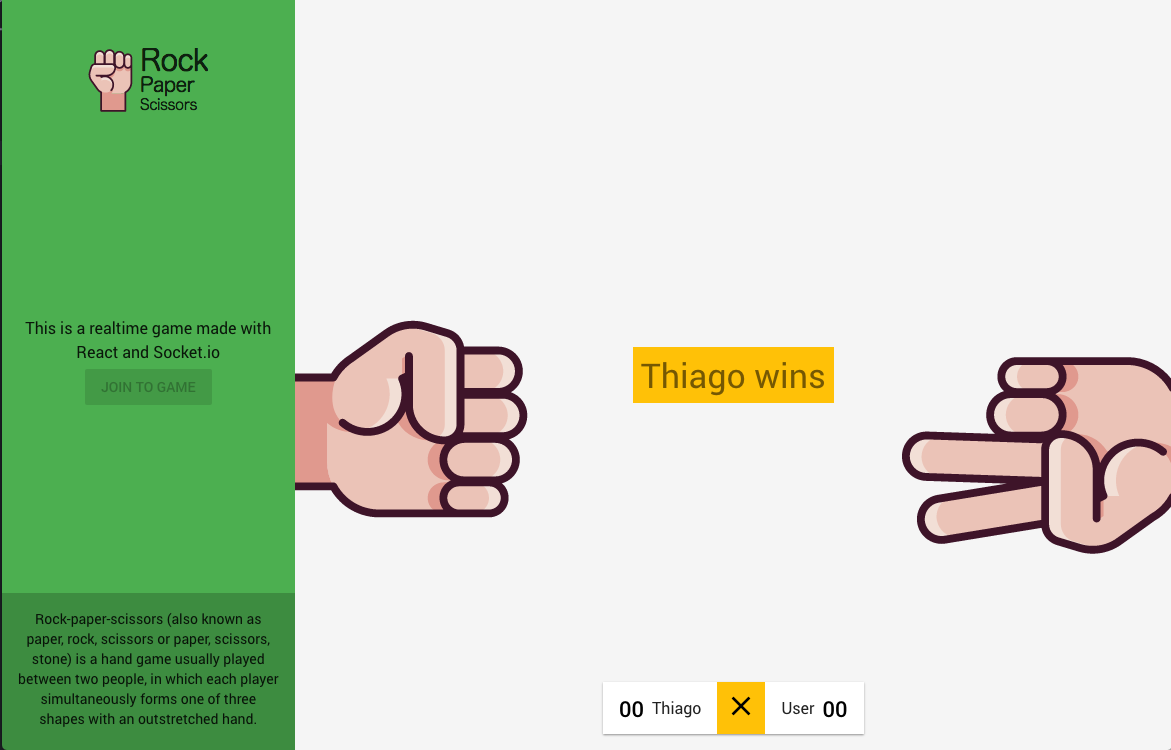 Rock
Paper
Scissors
This is a realtime game made with
React and Socket.io
JOIN TO GAME
Rock-paper-scissors (also known as
paper, rock, scissors or paper, scissors,
stone) is a hand game usually played
between two people, in which each player
simultaneously forms one of three
shapes with an outstretched hand.
Thiago wins
00 Thiago User 00